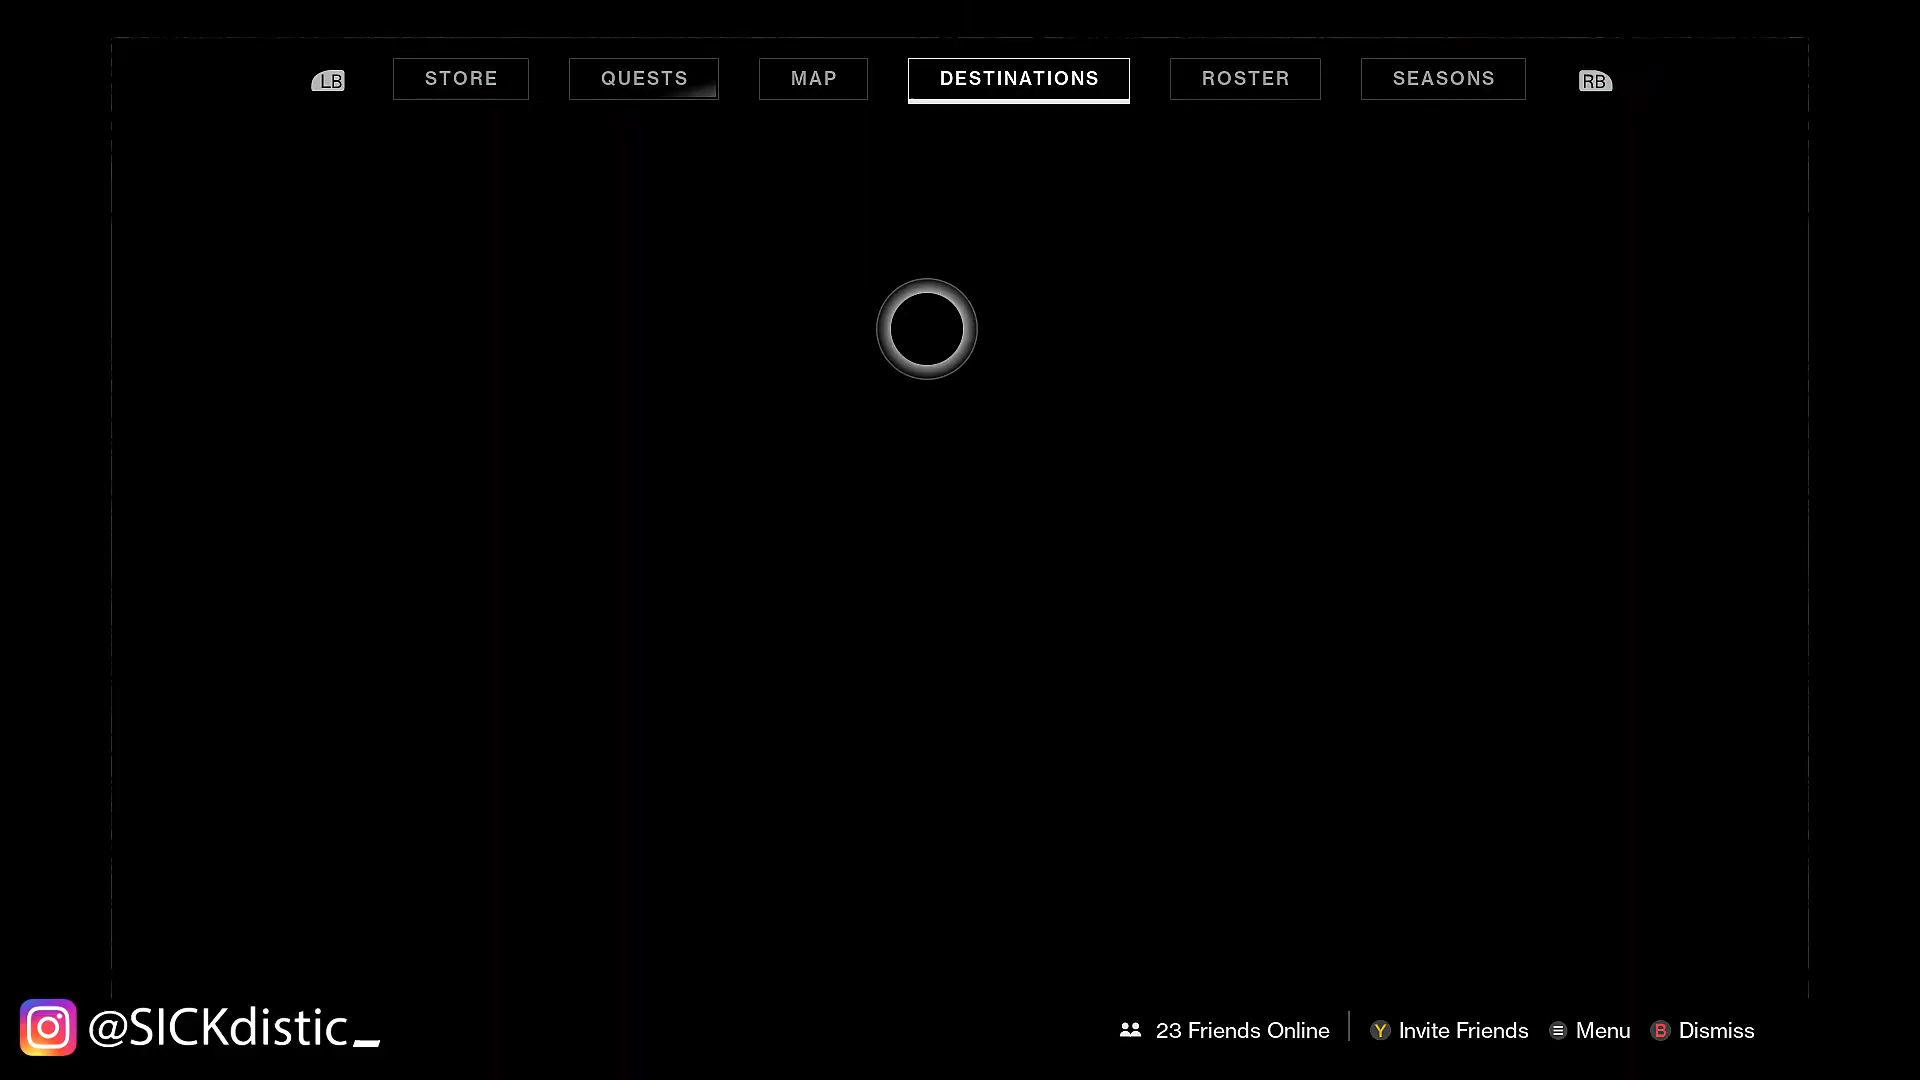 LB STORE QUESTS MAP DESTINATIONS ROSTER SEASONS RB
@SICKdistic_
23 Friends Online Y Invite Friends Menu B Dismiss